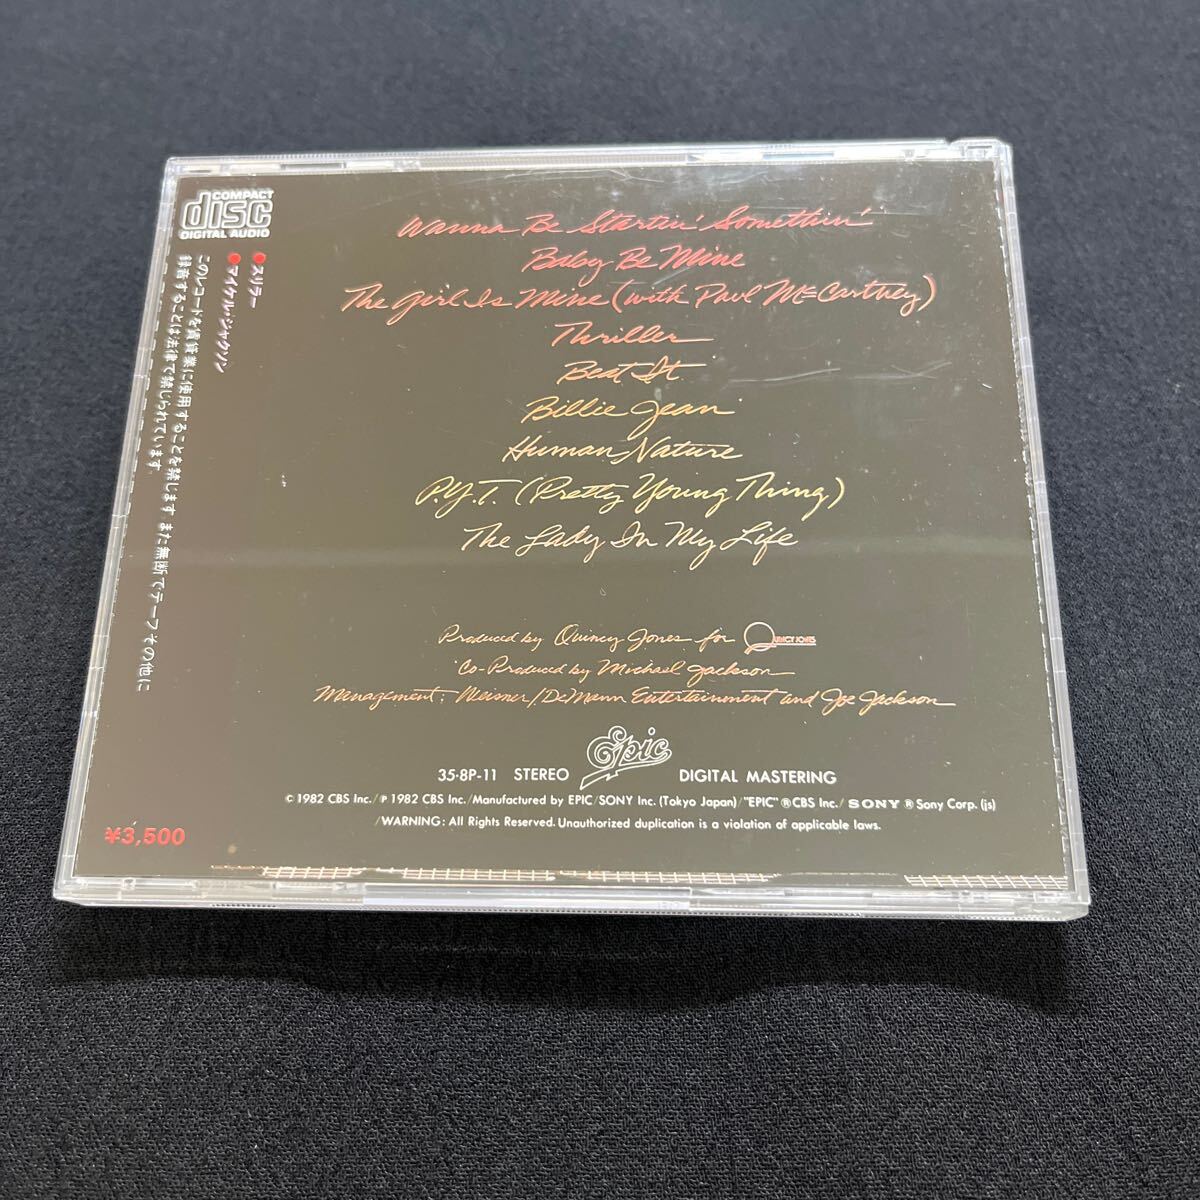 COMPACT
disc
DIGITAL AUDIO
●スリラー
●マイケル・ジャクソン
このレコードを賃貸業に使用することを禁じます また無断でテープその他に
録音することは法律で禁じられています
Wanna Be Startin' Somethin'
Baby Be Mine
The Girl Is Mine (with Paul McCartney)
Thriller
Beat It
Billie Jean
Human Nature
P.Y.T. (Pretty Young Thing)
The Lady In My Life
Produced by Quincy Jones for QUINCY JONES
Co-Produced by Michael Jackson
Management: Weisner/DeMann Entertainment and Joe Jackson
Epic
35·8P-11 STEREO DIGITAL MASTERING
© 1982 CBS Inc./℗ 1982 CBS Inc./Manufactured by EPIC/SONY Inc. (Tokyo Japan)/"EPIC" ® CBS Inc./ SONY ® Sony Corp. (js)
/WARNING: All Rights Reserved. Unauthorized duplication is a violation of applicable laws.
¥3,500